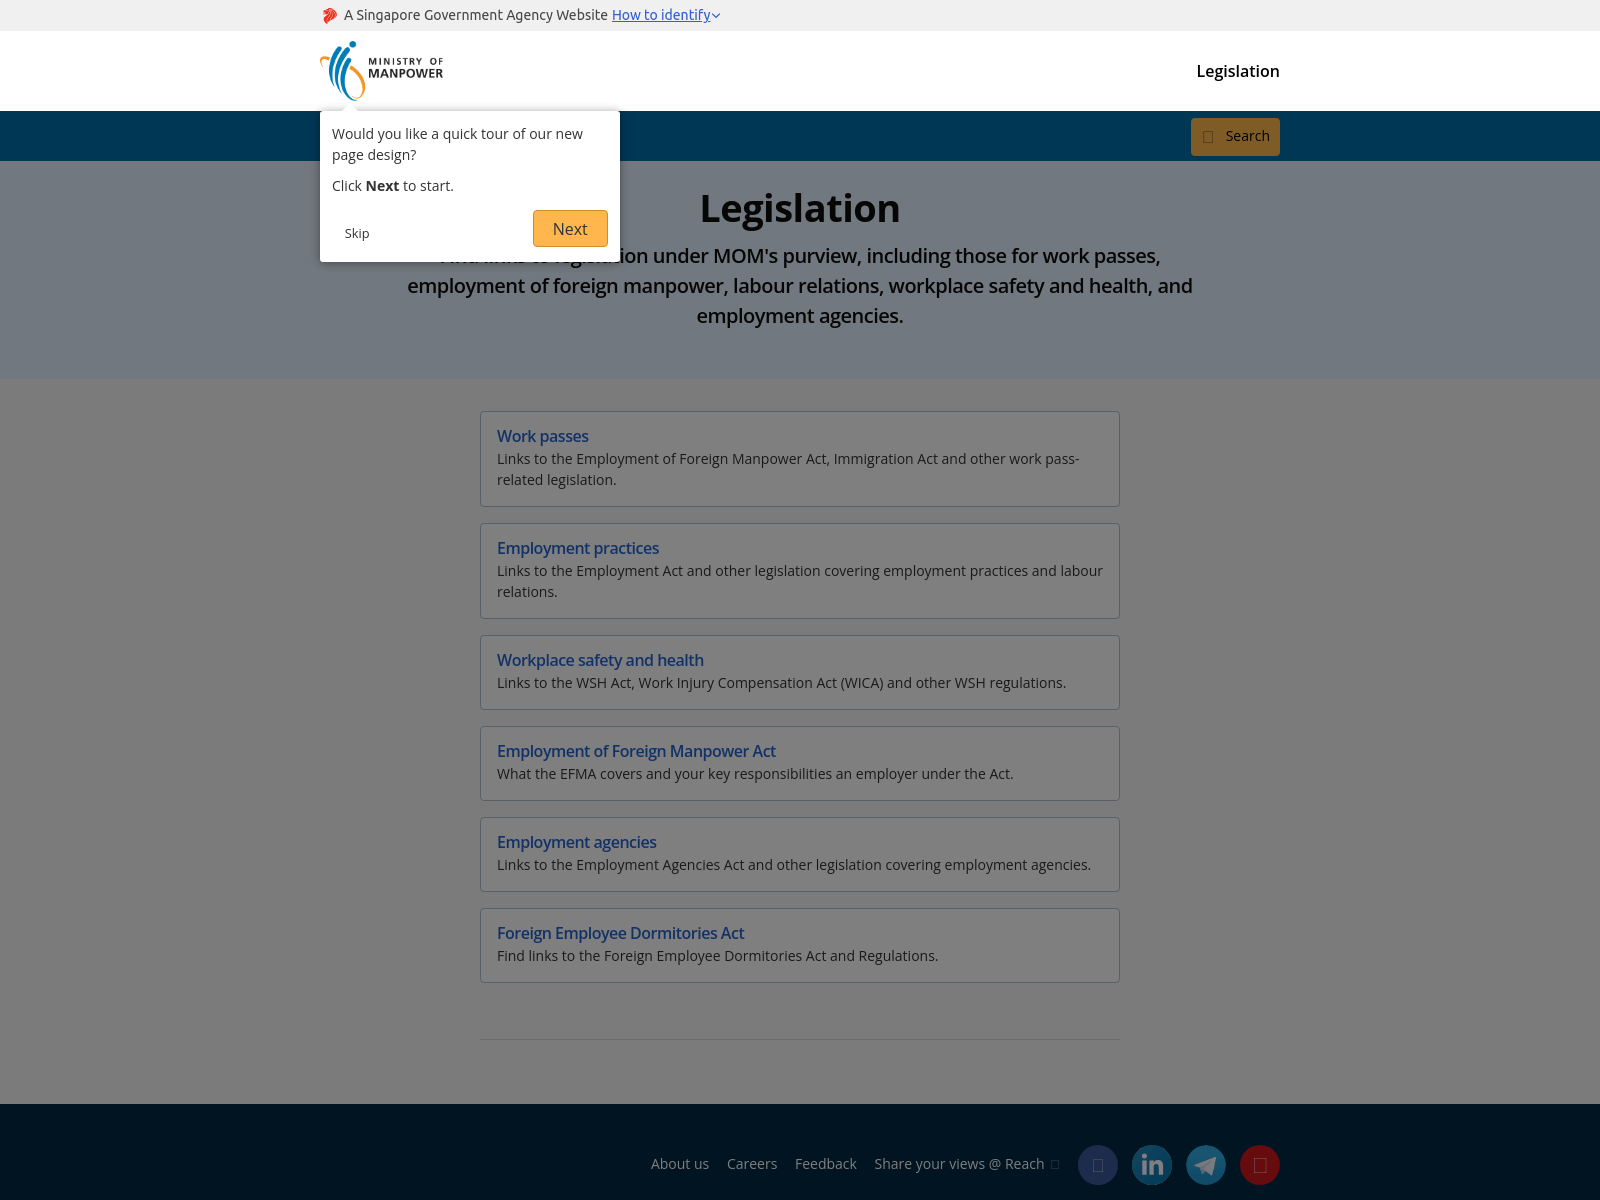 A Singapore Government Agency Website How to identify
MINISTRY OF
MANPOWER
Legislation
Would you like a quick tour of our new
page design?
Click Next to start.
Skip
Next
Search
Legislation
under MOM's purview, including those for work passes,
employment of foreign manpower, labour relations, workplace safety and health, and
employment agencies.
Work passes
Links to the Employment of Foreign Manpower Act, Immigration Act and other work pass-
related legislation.
Employment practices
Links to the Employment Act and other legislation covering employment practices and labour
relations.
Workplace safety and health
Links to the WSH Act, Work Injury Compensation Act (WICA) and other WSH regulations.
Employment of Foreign Manpower Act
What the EFMA covers and your key responsibilities an employer under the Act.
Employment agencies
Links to the Employment Agencies Act and other legislation covering employment agencies.
Foreign Employee Dormitories Act
Find links to the Foreign Employee Dormitories Act and Regulations.
About us
Careers
Feedback
Share your views @ Reach
in